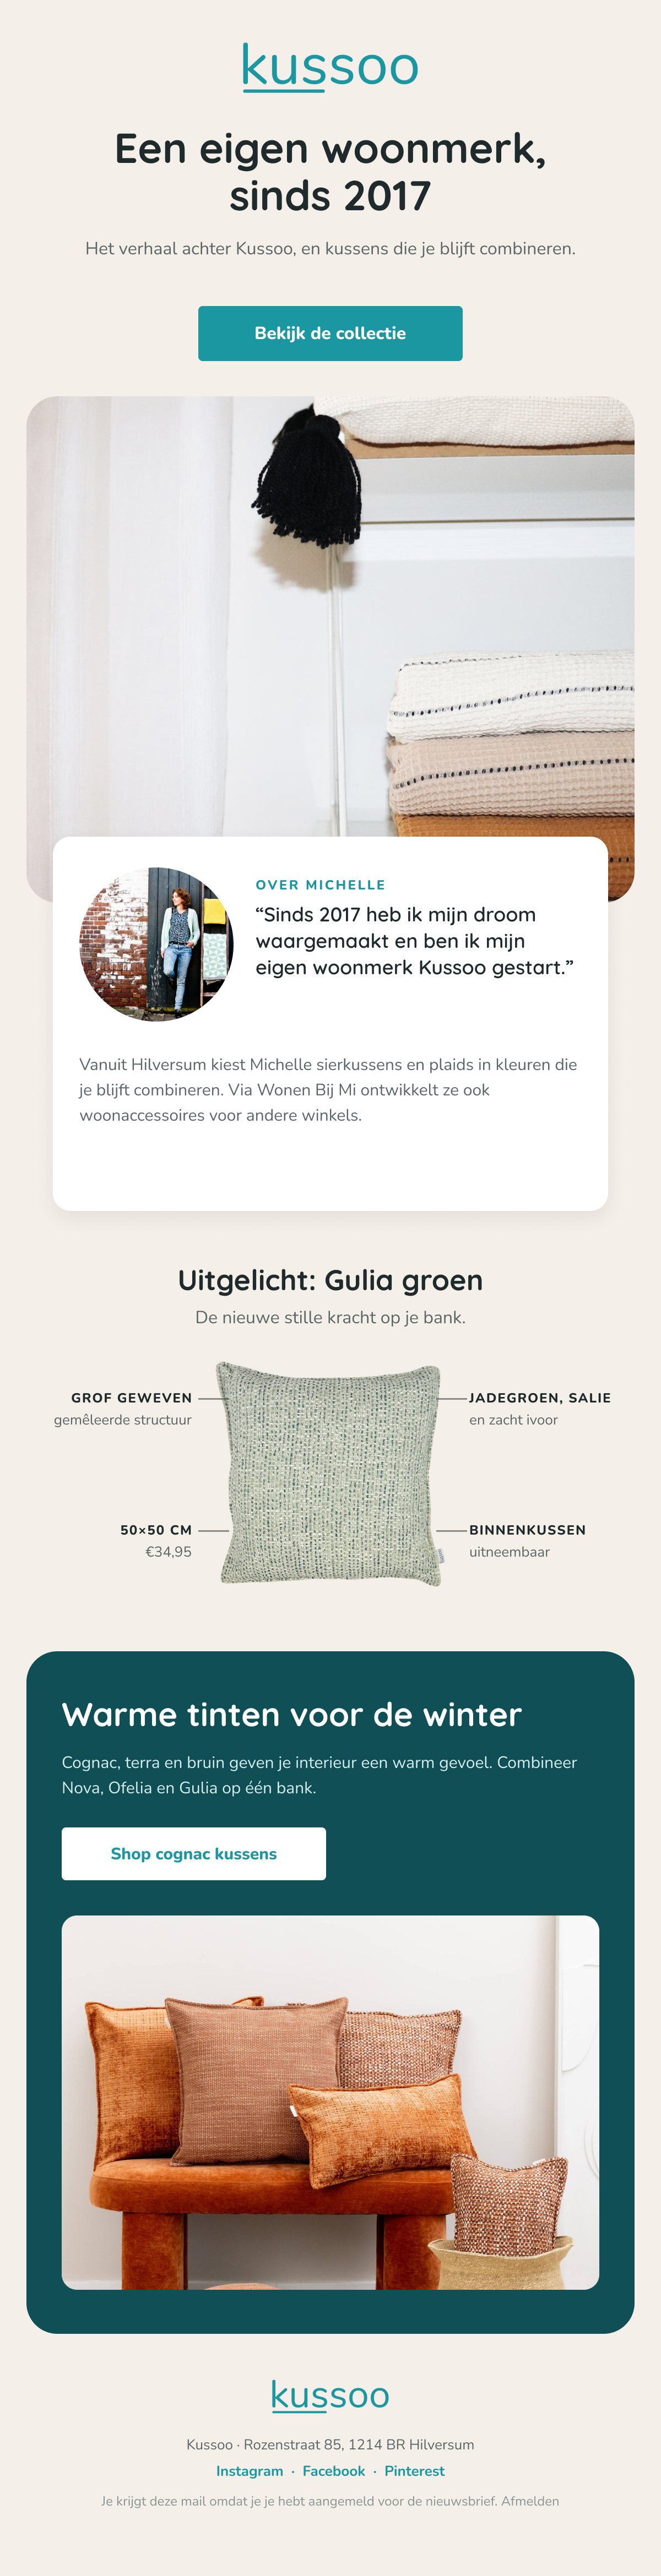 kussoo
Een eigen woonmerk,
sinds 2017
Het verhaal achter Kussoo, en kussens die je blijft combineren.
Bekijk de collectie
OVER MICHELLE
“Sinds 2017 heb ik mijn droom
waargemaakt en ben ik mijn
eigen woonmerk Kussoo gestart.”
Vanuit Hilversum kiest Michelle sierkussens en plaids in kleuren die
je blijft combineren. Via Wonen Bij Mi ontwikkelt ze ook
woonaccessoires voor andere winkels.
Uitgelicht: Gulia groen
De nieuwe stille kracht op je bank.
GROF GEWEVEN
gemêleerde structuur
JADEGROEN, SALIE
en zacht ivoor
50×50 CM
€34,95
BINNENKUSSEN
uitneembaar
Warme tinten voor de winter
Cognac, terra en bruin geven je interieur een warm gevoel. Combineer
Nova, Ofelia en Gulia op één bank.
Shop cognac kussens
kussoo
Kussoo · Rozenstraat 85, 1214 BR Hilversum
Instagram · Facebook · Pinterest
Je krijgt deze mail omdat je je hebt aangemeld voor de nieuwsbrief. Afmelden